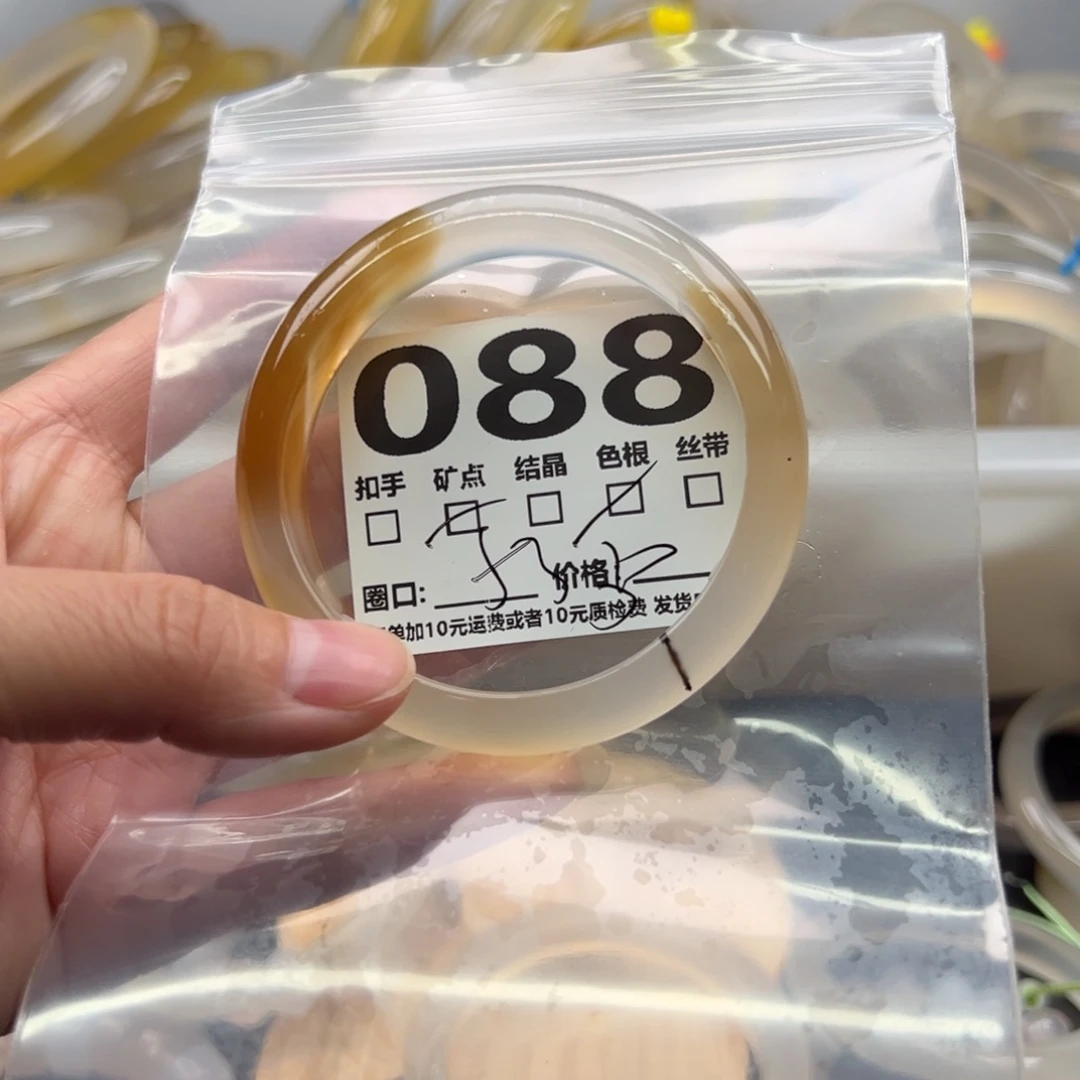 088
扣手 矿点 结晶 色根 丝带
圈口: 价格:
单加10元运费或者10元质检费 发货